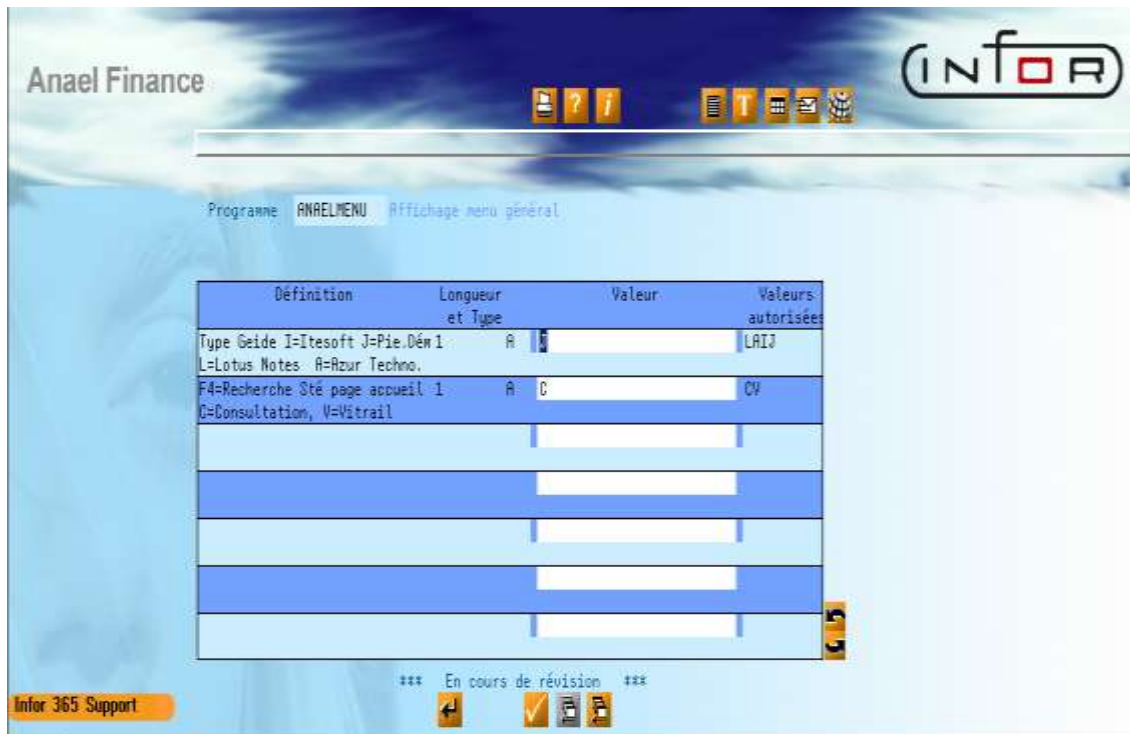 Anael Finance
INFOR
? i T
Programme ANAELMENU Affichage menu général
Définition Longueur et Type Valeur Valeurs autorisées
Type Geide I=Itesoft J=Pie.Dém 1 A J LAIJ
L=Lotus Notes A=Azur Techno.
F4=Recherche Sté page accueil 1 A C CV
C=Consultation, V=Vitrail
*** En cours de révision ***
Infor 365 Support